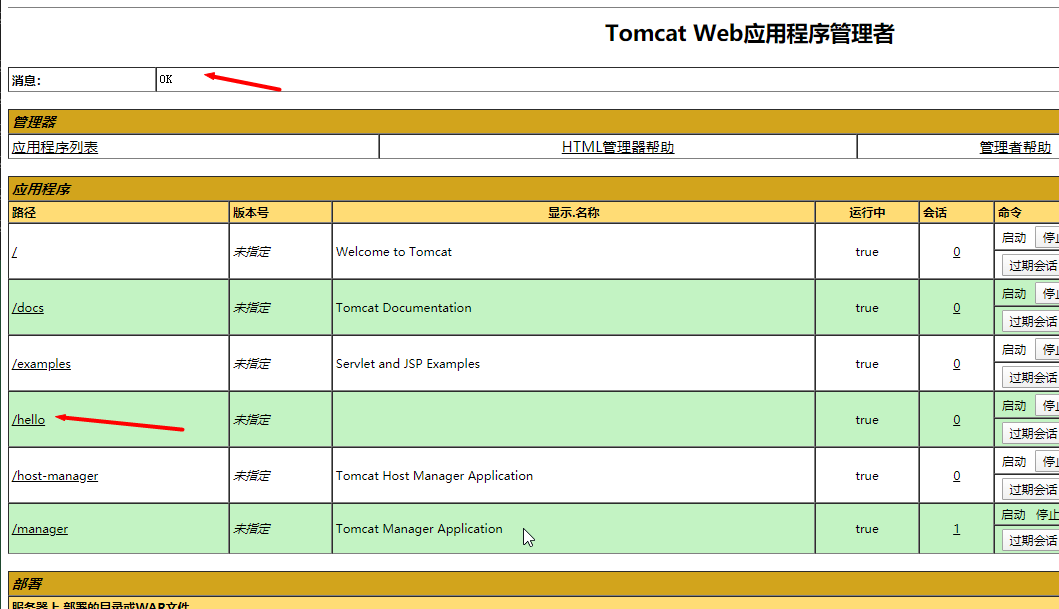 Tomcat Web应用程序管理者
消息: OK
管理器
应用程序列表 HTML管理器帮助 管理者帮助
应用程序
路径 版本号 显示.名称 运行中 会话 命令
/ 未指定 Welcome to Tomcat true 0 启动 停止
过期会话
/docs 未指定 Tomcat Documentation true 0 启动 停止
过期会话
/examples 未指定 Servlet and JSP Examples true 0 启动 停止
过期会话
/hello 未指定 true 0 启动 停止
过期会话
/host-manager 未指定 Tomcat Host Manager Application true 0 启动 停止
过期会话
/manager 未指定 Tomcat Manager Application true 1 启动 停止
过期会话
部署
服务器上部署的目录或WAR文件